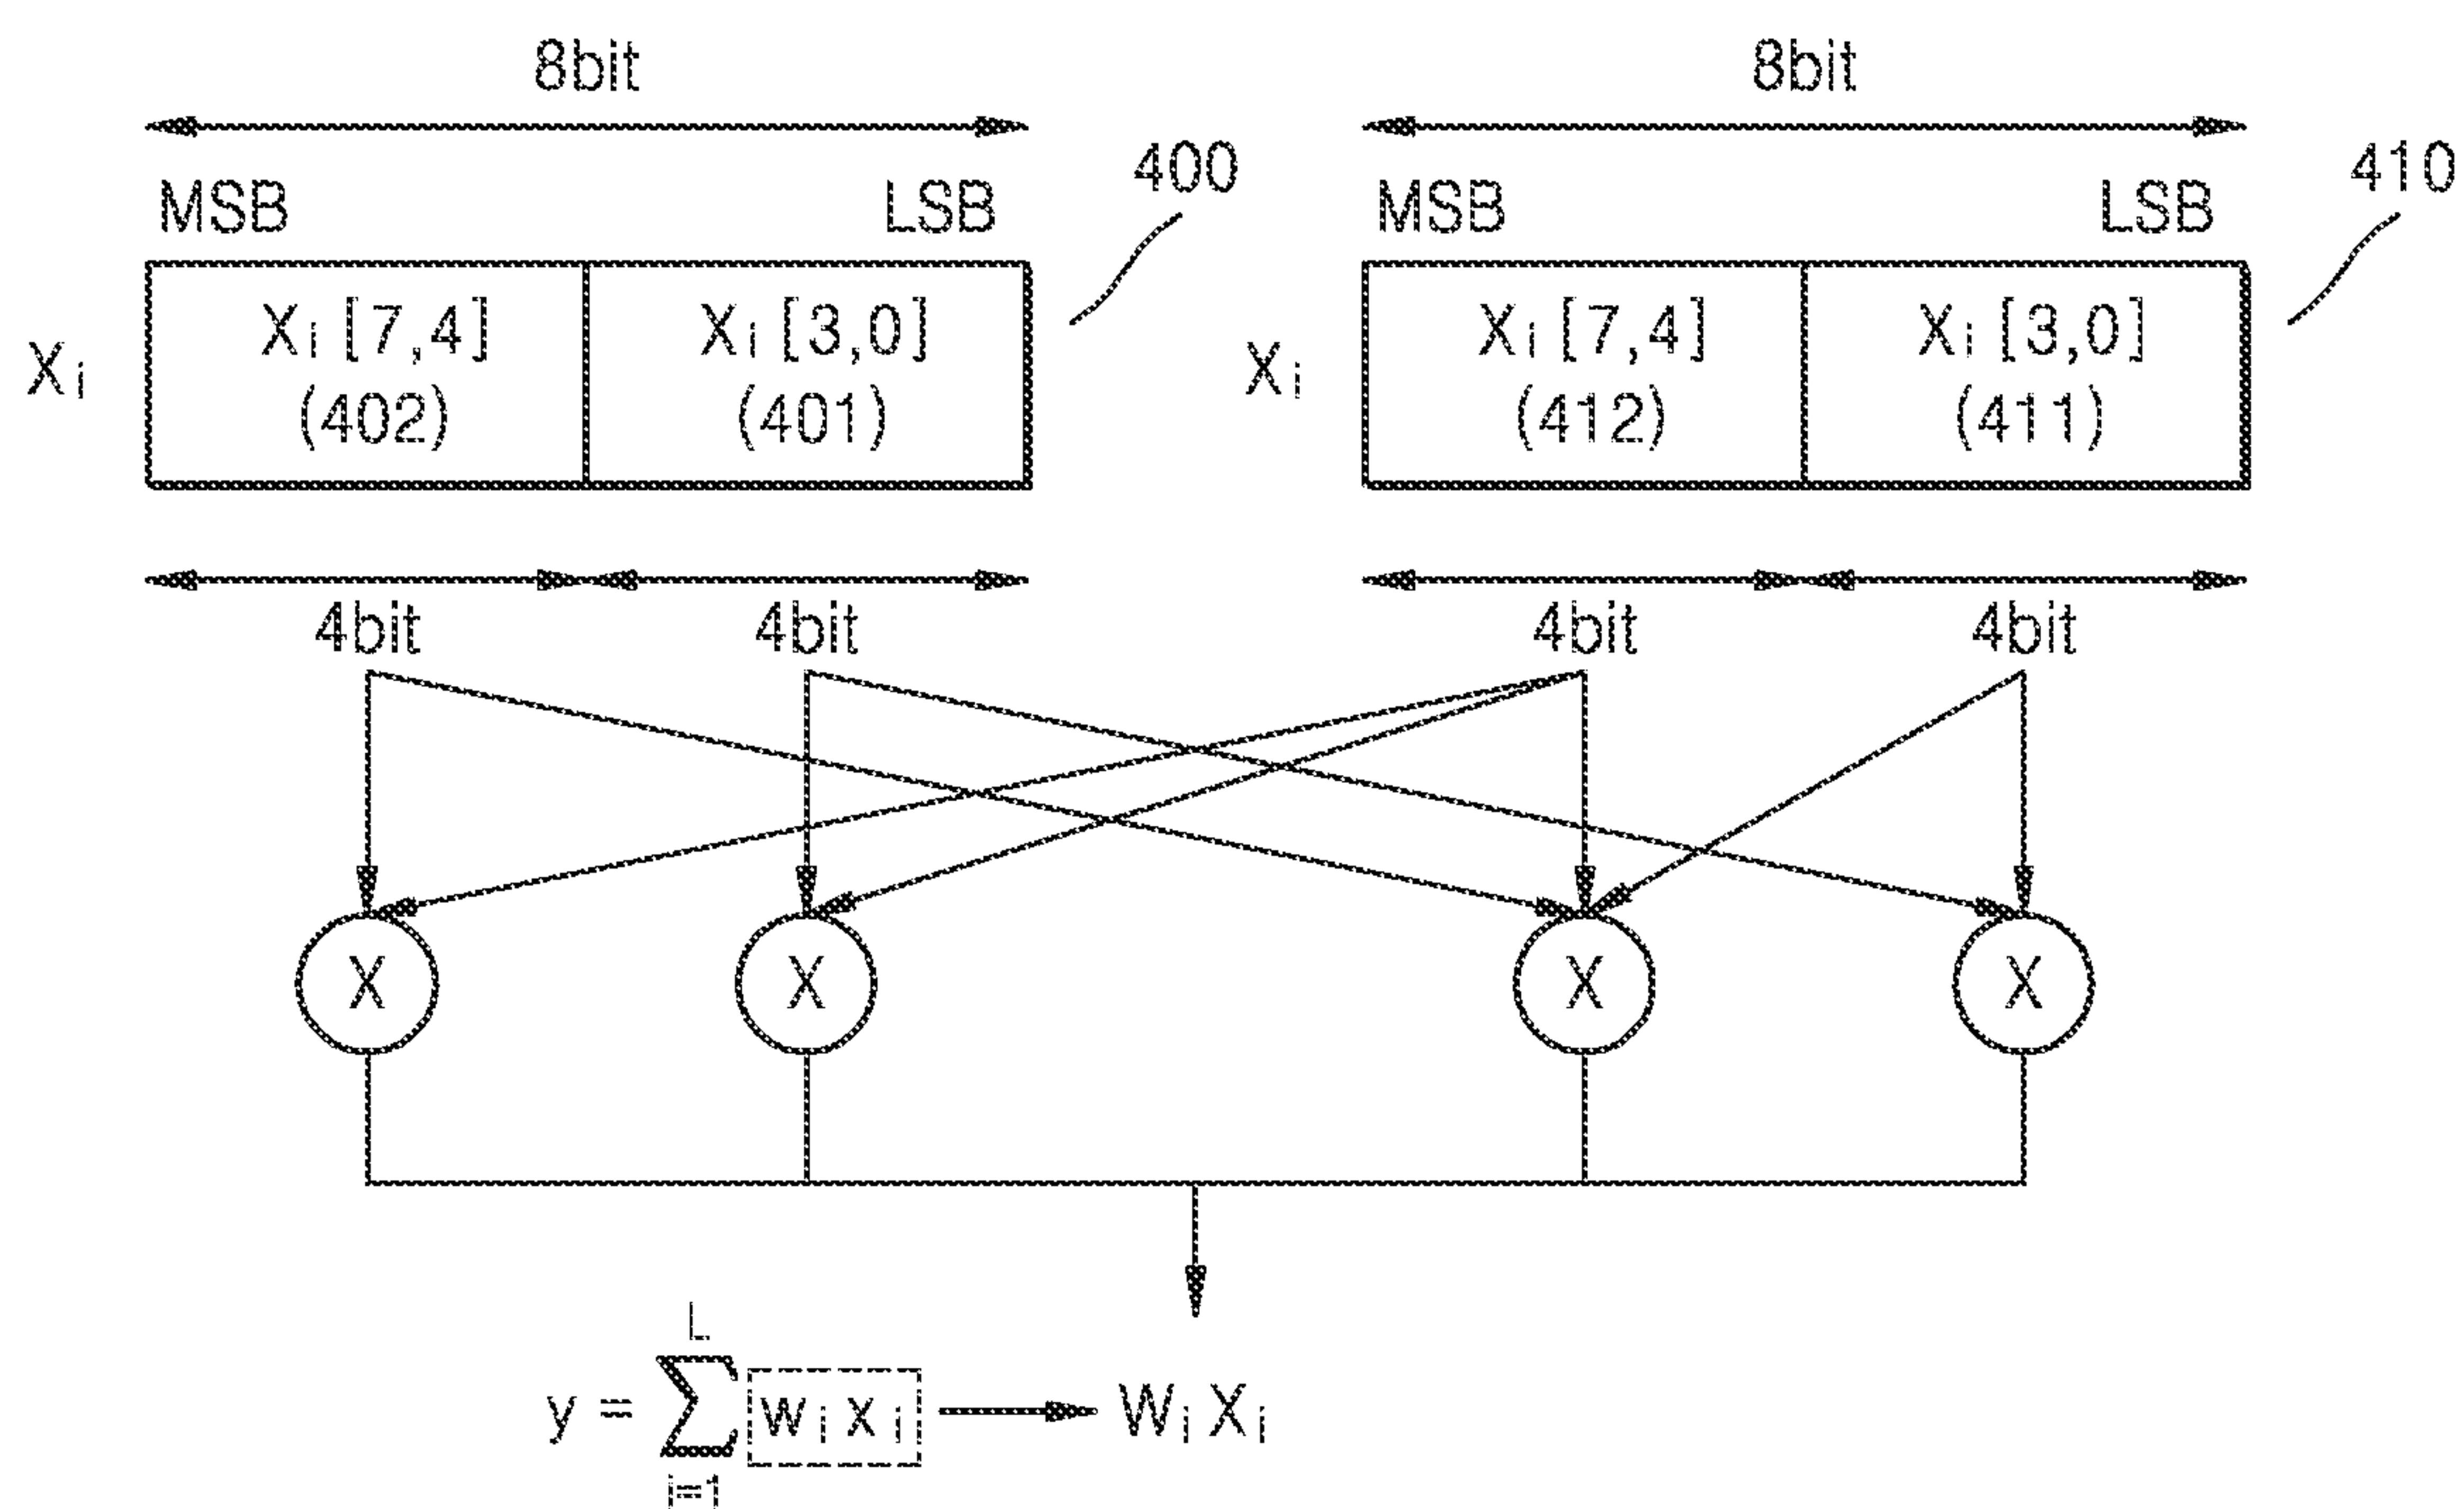 8bit 8bit
400 410
MSB LSB MSB LSB
Xi [7,4] Xi [3,0] Xi [7,4] Xi [3,0]
Xi (402) (401) Xi (412) (411)
4bit 4bit 4bit 4bit
X X X X
L
y = ∑ wi xi → Wi Xi
i=1